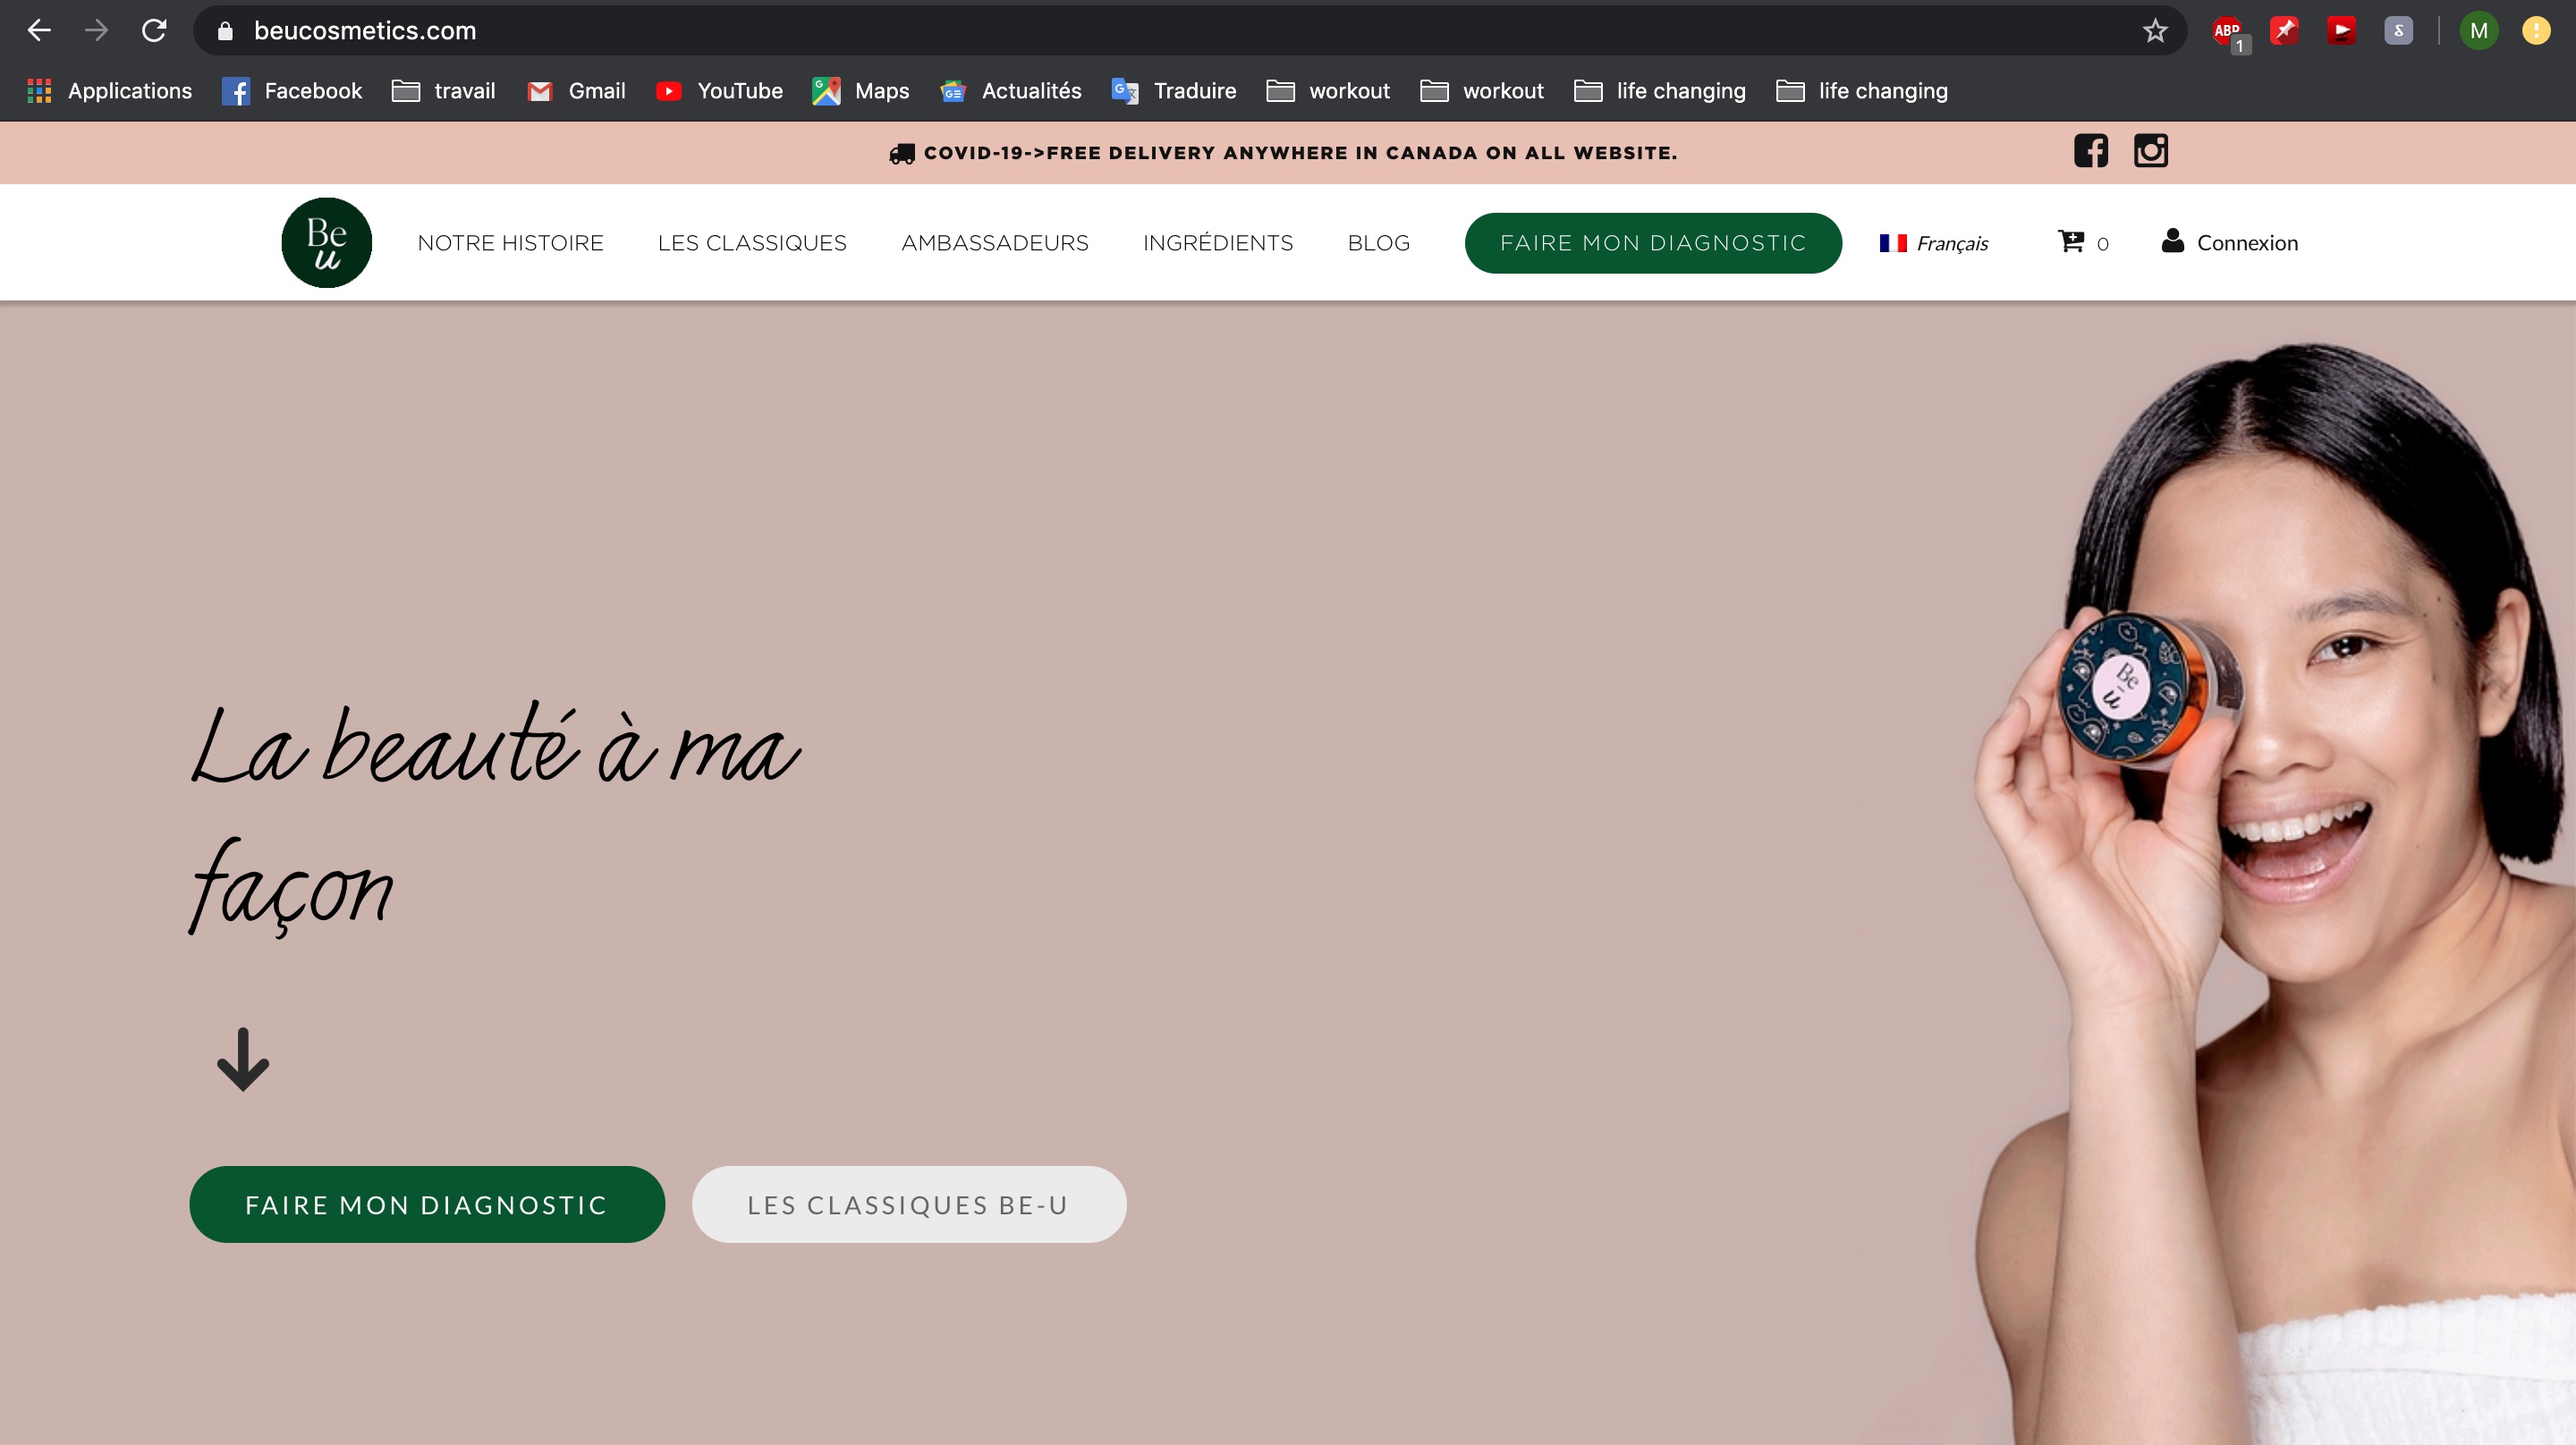 beucosmetics.com
ABP
1
M
Applications Facebook travail Gmail YouTube Maps Actualités Traduire workout workout life changing life changing
COVID-19->FREE DELIVERY ANYWHERE IN CANADA ON ALL WEBSITE.
Be
u
NOTRE HISTOIRE LES CLASSIQUES AMBASSADEURS INGRÉDIENTS BLOG FAIRE MON DIAGNOSTIC Français 0 Connexion
Be
u
La beauté à ma
façon
FAIRE MON DIAGNOSTIC LES CLASSIQUES BE-U